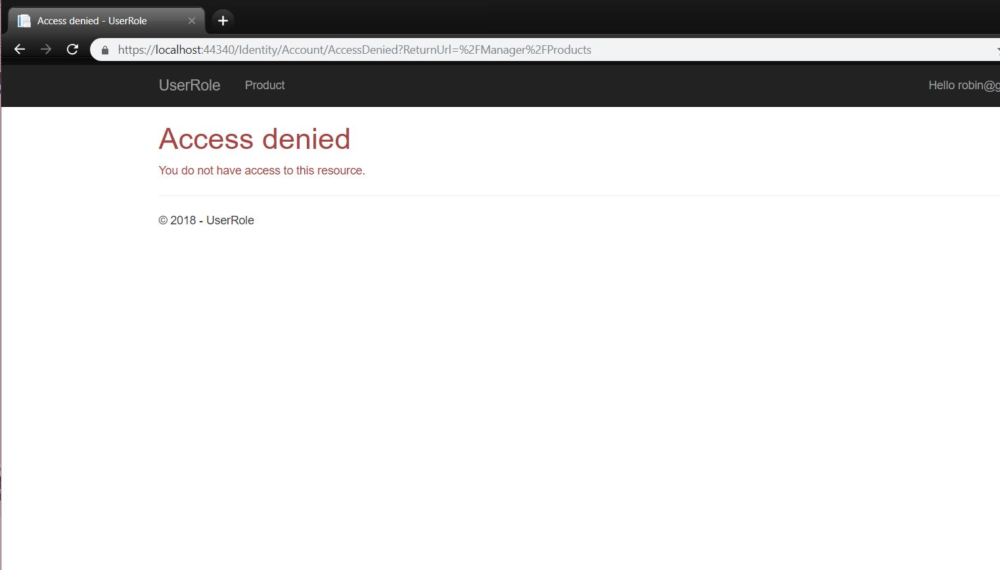 Access denied - UserRole
https://localhost:44340/Identity/Account/AccessDenied?ReturnUrl=%2FManager%2FProducts
UserRole Product Hello robin@g
Access denied
You do not have access to this resource.
© 2018 - UserRole